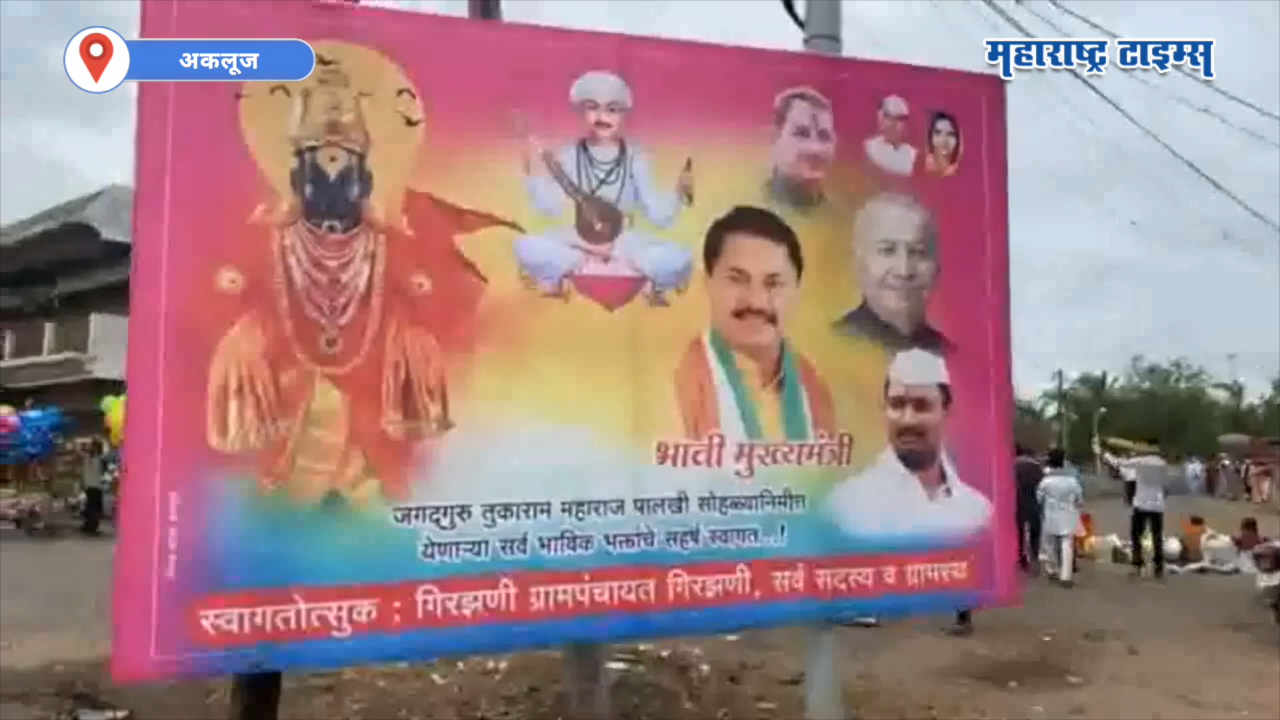 अकलूज
महाराष्ट्र टाइम्स
भावी मुख्यमंत्री
जगद्गुरु तुकाराम महाराज पालखी सोहळ्यानिमीत्त
येणाऱ्या सर्व भाविक भक्तांचे सहर्ष स्वागत...!
स्वागतोत्सुक : गिरझणी ग्रामपंचायत गिरझणी, सर्व सदस्य व ग्रामस्थ